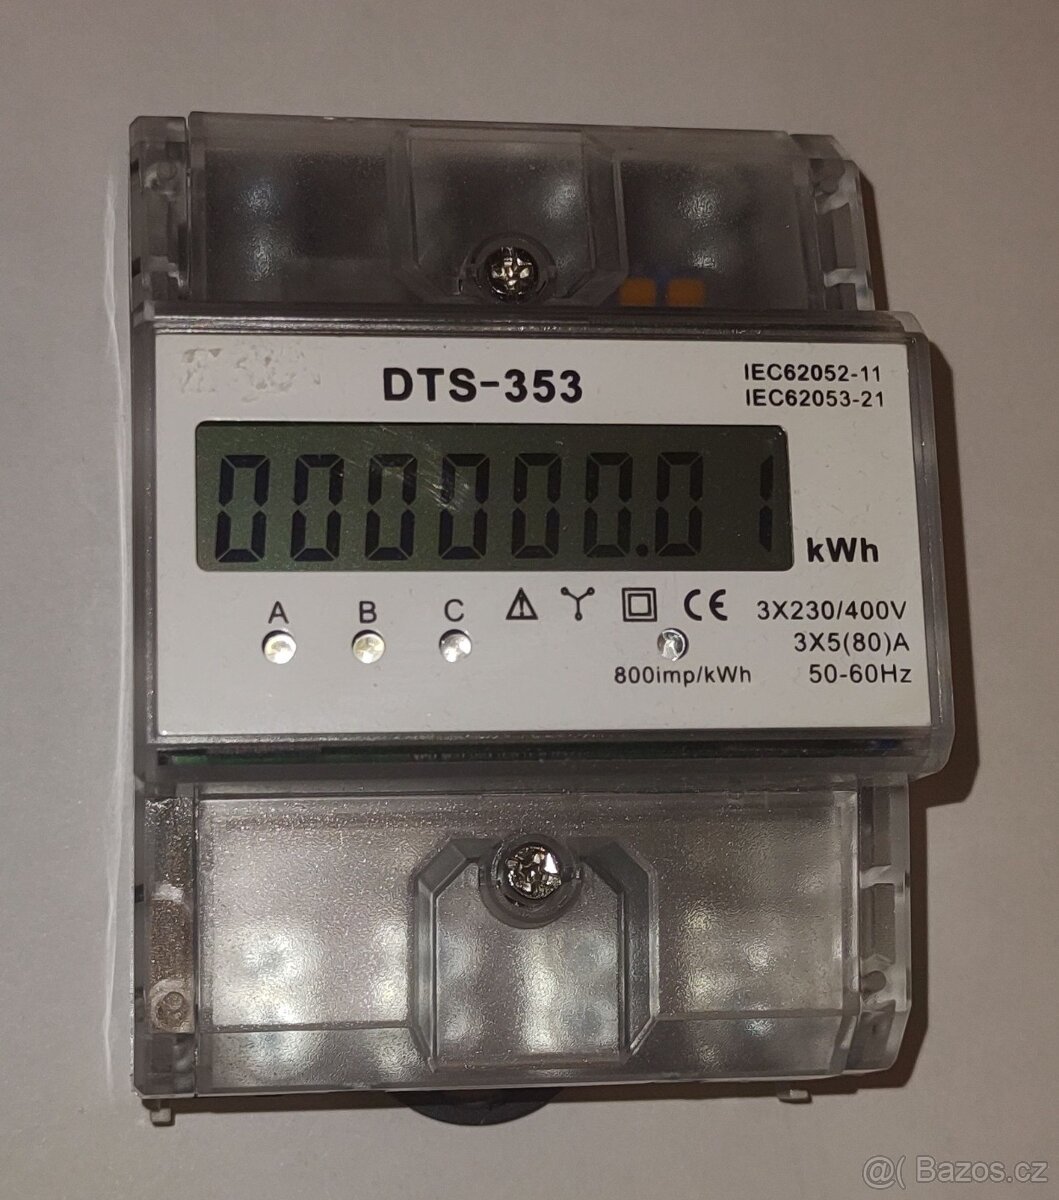 DTS-353
IEC62052-11
IEC62053-21
000000.01
kWh
A B C
CE
3X230/400V
3X5(80)A
50-60Hz
800imp/kWh
@( Bazos.cz